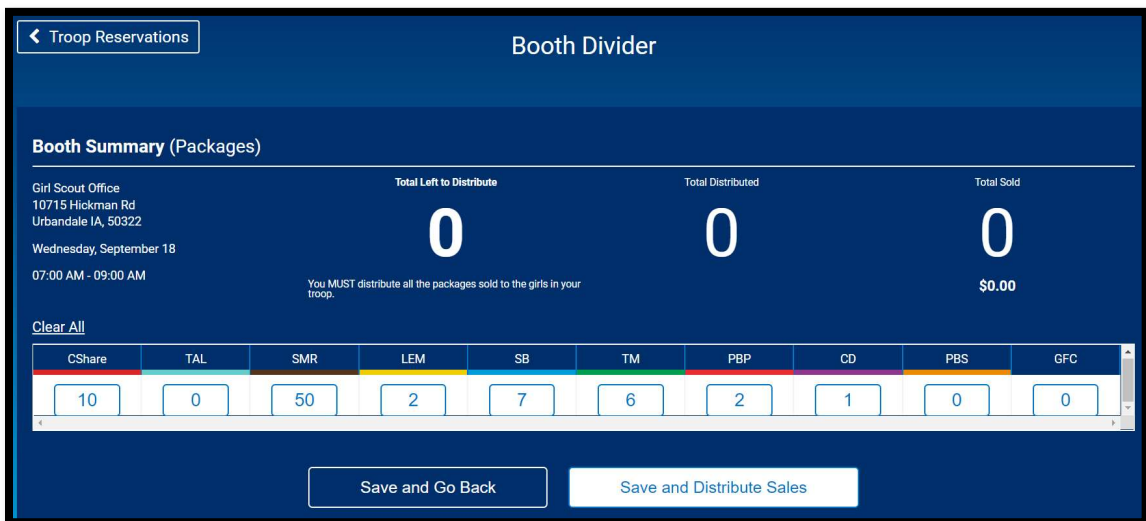 Troop Reservations
Booth Divider
Booth Summary (Packages)
Girl Scout Office
10715 Hickman Rd
Urbandale IA, 50322
Wednesday, September 18
07:00 AM - 09:00 AM
Total Left to Distribute
0
You MUST distribute all the packages sold to the girls in your
troop.
Total Distributed
0
Total Sold
0
$0.00
Clear All
CShare TAL SMR LEM SB TM PBP CD PBS GFC
10 0 50 2 7 6 2 1 0 0
Save and Go Back Save and Distribute Sales